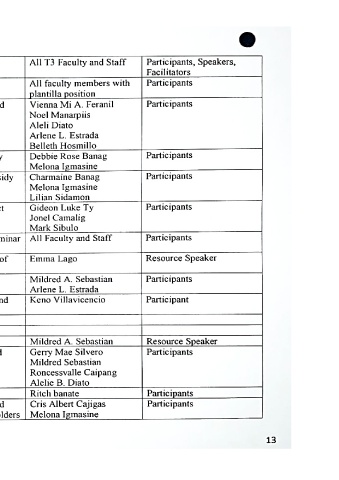 All T3 Faculty and Staff Participants, Speakers,
Facilitators
All faculty members with Participants
plantilla position
d Vienna Mi A. Feranil Participants
Noel Manarpiis
Aleli Diato
Arlene L. Estrada
Belleth Hosmillo
y Debbie Rose Banag Participants
Melona Igmasine
sidy Charmaine Banag Participants
Melona Igmasine
Lilian Sidamon
ct Gideon Luke Ty Participants
Jonel Camalig
Mark Sibulo
minar All Faculty and Staff Participants
of Emma Lago Resource Speaker
Mildred A. Sebastian Participants
Arlene L. Estrada
nd Keno Villavicencio Participant
Mildred A. Sebastian Resource Speaker
d Gerry Mae Silvero Participants
Mildred Sebastian
Roncessvalle Caipang
Alelie B. Diato
Ritch banate Participants
d Cris Albert Cajigas Participants
olders Melona Igmasine
13